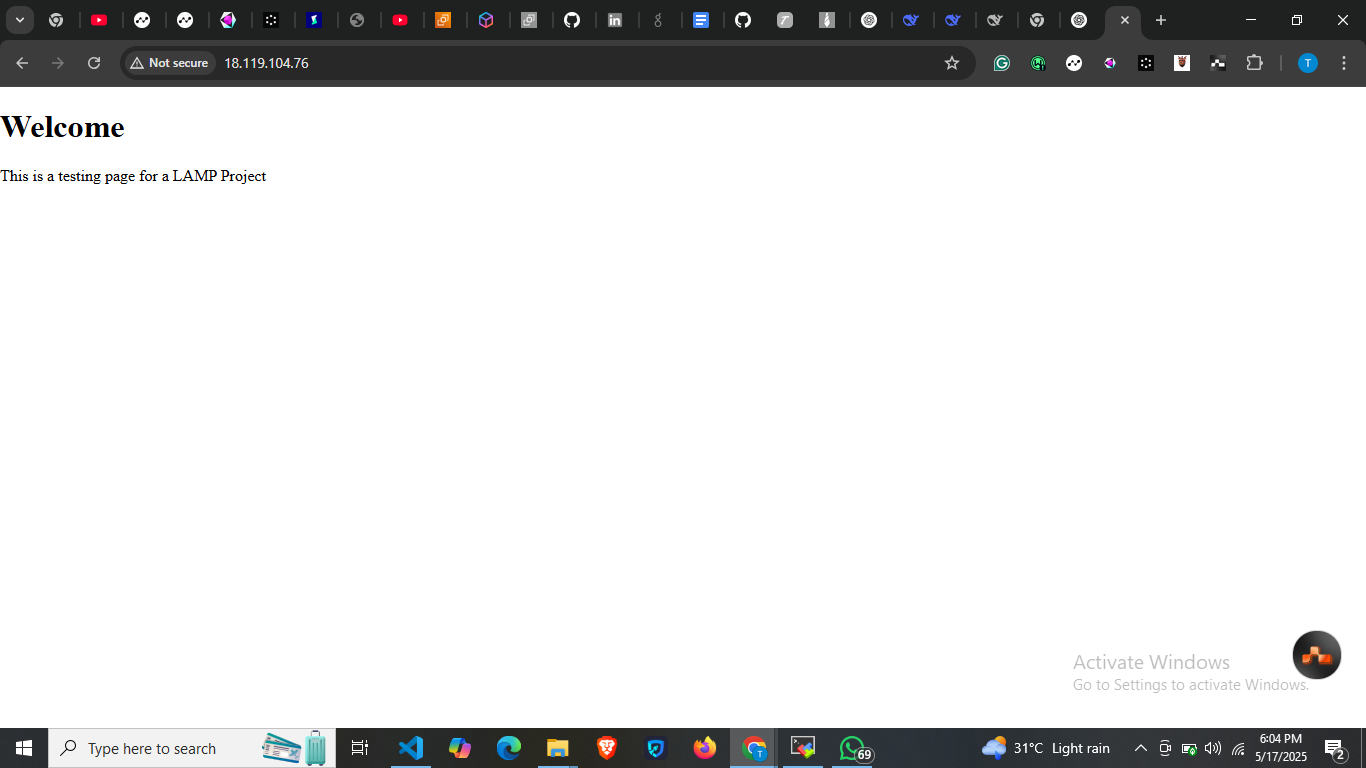 Not secure
18.119.104.76
T
Welcome
This is a testing page for a LAMP Project
Activate Windows
Go to Settings to activate Windows.
Type here to search
T
69
31°C Light rain
6:04 PM
5/17/2025
2